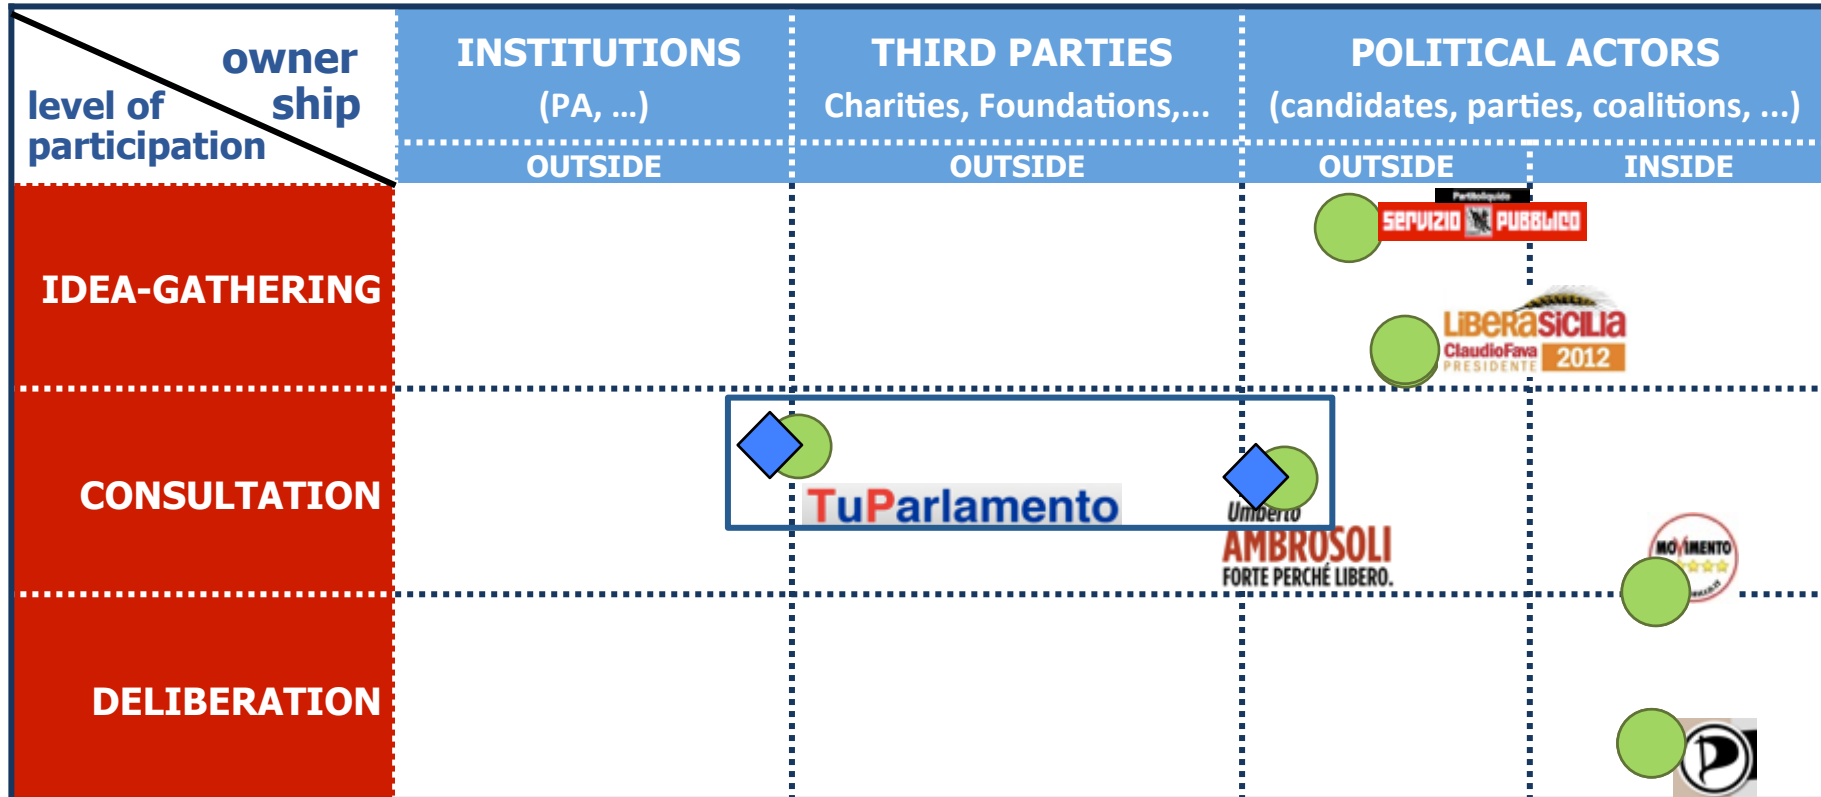 owner
ship
level of
participation
INSTITUTIONS
(PA, ...)
THIRD PARTIES
Charities, Foundations,...
POLITICAL ACTORS
(candidates, parties, coalitions, ...)
OUTSIDE
OUTSIDE
OUTSIDE
INSIDE
IDEA-GATHERING
SERVIZIO PUBBLICO
LiBERaSiCiLia
ClaudioFava
PRESIDENTE
2012
CONSULTATION
TuParlamento
Umberto
AMBROSOLI
FORTE PERCHÉ LIBERO.
MOVIMENTO
DELIBERATION
P